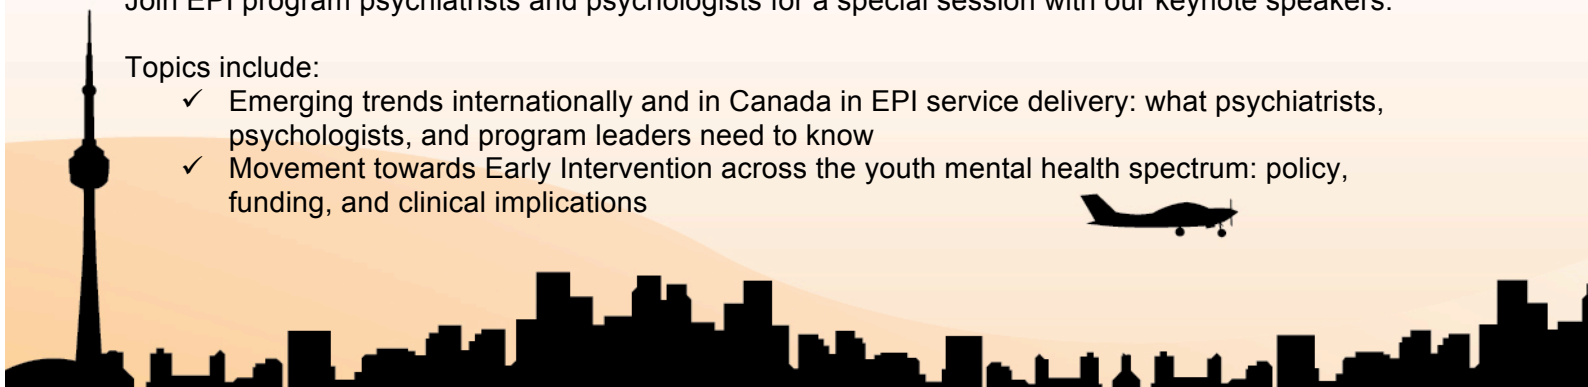 Join EPI program psychiatrists and psychologists for a special session with our keynote speakers.
Topics include:
✓ Emerging trends internationally and in Canada in EPI service delivery: what psychiatrists,
psychologists, and program leaders need to know
✓ Movement towards Early Intervention across the youth mental health spectrum: policy,
funding, and clinical implications